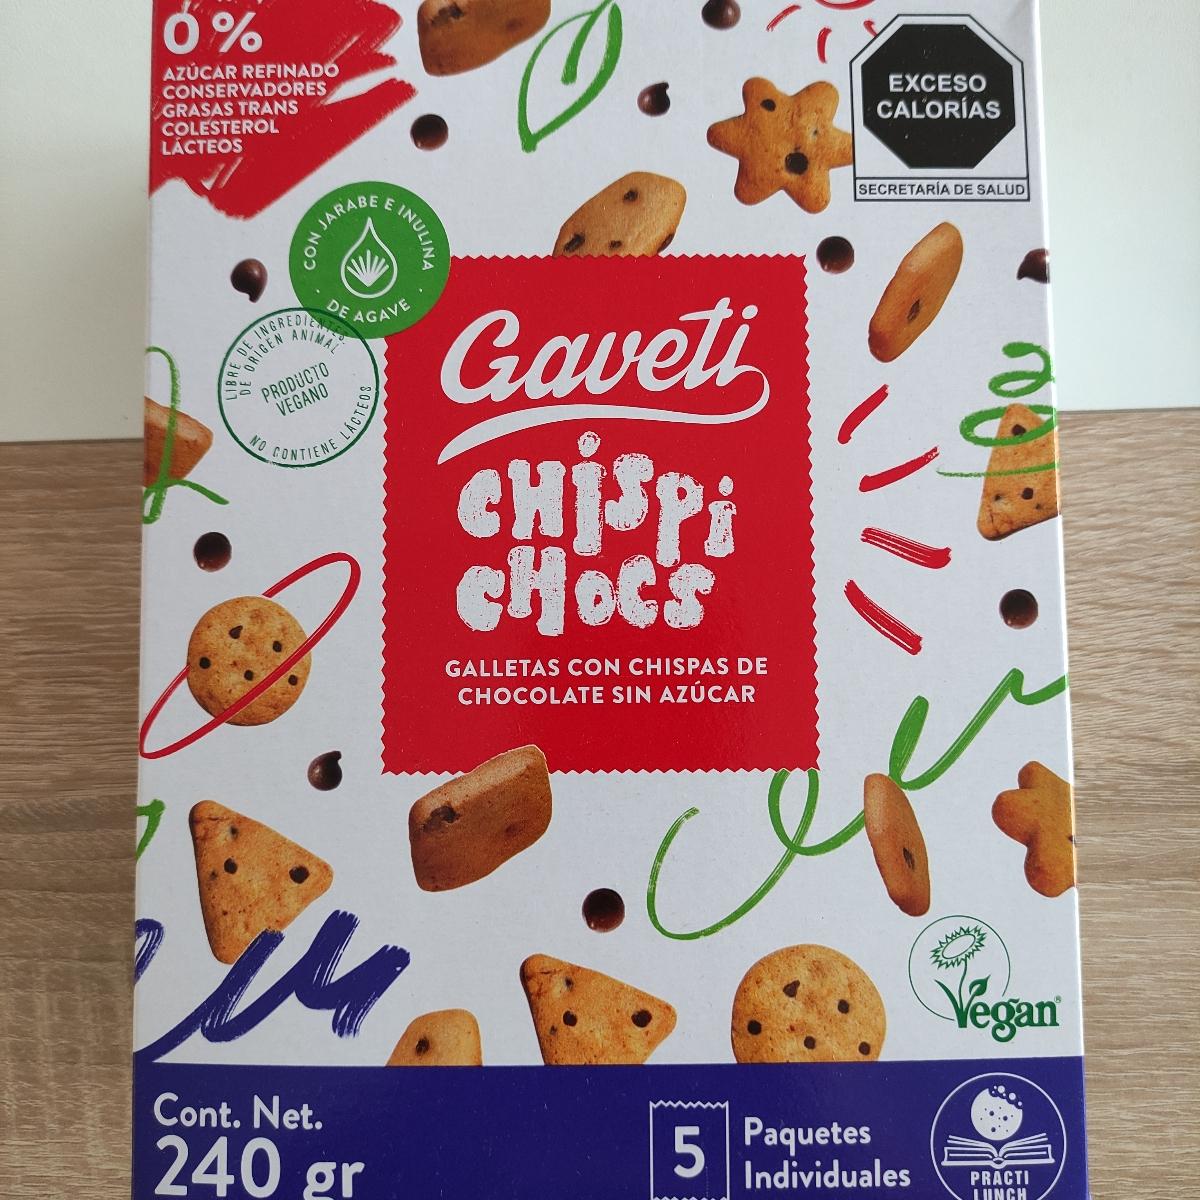 0%
AZÚCAR REFINADO
CONSERVADORES
GRASAS TRANS
COLESTEROL
LÁCTEOS
EXCESO
CALORÍAS
SECRETARÍA DE SALUD
CON JARABE E INULINA
DE AGAVE
LIBRE DE INGREDIENTES
DE ORIGEN ANIMAL
PRODUCTO
VEGANO
NO CONTIENE LÁCTEOS
Gaveti
CHiSPi
CHOCS
GALLETAS CON CHISPAS DE
CHOCOLATE SIN AZÚCAR
Vegan®
Cont. Net.
240 gr
5
Paquetes
Individuales
PRACTI
LUNCH